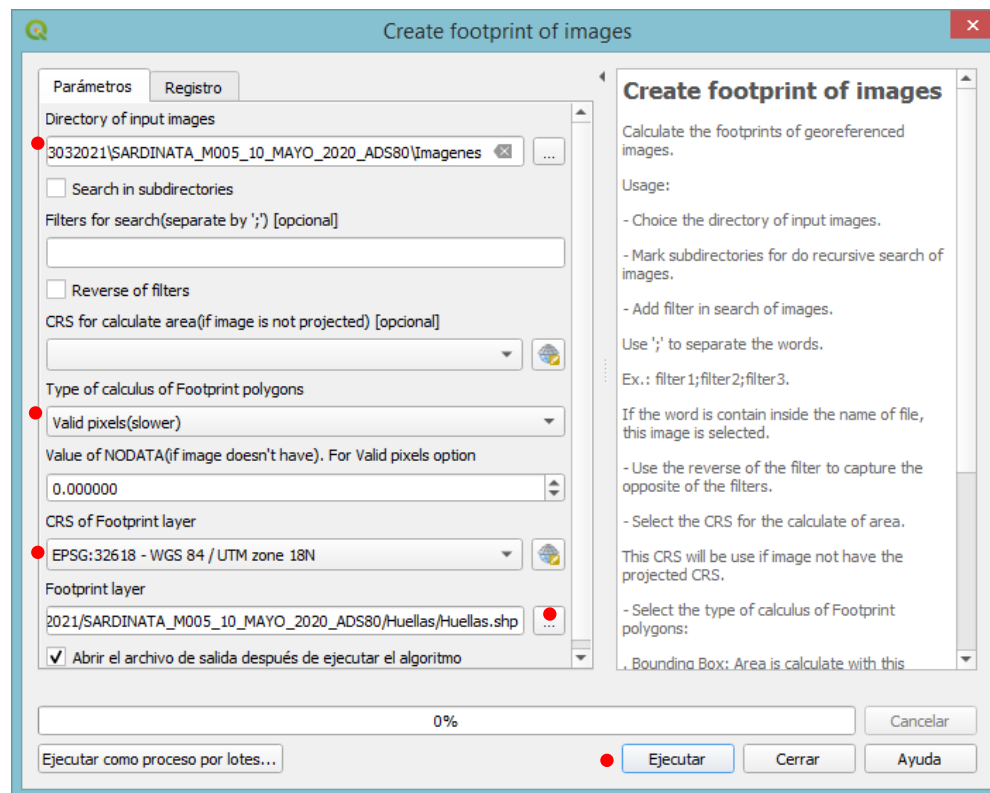 Create footprint of images
Parámetros
Registro
Directory of input images
3032021\SARDINATA_M005_10_MAYO_2020_ADS80\Imagenes
...
Search in subdirectories
Filters for search(separate by ';') [opcional]
Reverse of filters
CRS for calculate area(if image is not projected) [opcional]
Type of calculus of Footprint polygons
Valid pixels(slower)
Value of NODATA(if image doesn't have). For Valid pixels option
0.000000
CRS of Footprint layer
EPSG:32618 - WGS 84 / UTM zone 18N
Footprint layer
2021/SARDINATA_M005_10_MAYO_2020_ADS80/Huellas/Huellas.shp
...
Abrir el archivo de salida después de ejecutar el algoritmo
Create footprint of images
Calculate the footprints of georeferenced
images.
Usage:
- Choice the directory of input images.
- Mark subdirectories for do recursive search of
images.
- Add filter in search of images.
Use ';' to separate the words.
Ex.: filter1;filter2;filter3.
If the word is contain inside the name of file,
this image is selected.
- Use the reverse of the filter to capture the
opposite of the filters.
- Select the CRS for the calculate of area.
This CRS will be use if image not have the
projected CRS.
- Select the type of calculus of Footprint
polygons:
. Bounding Box: Area is calculate with this
0%
Cancelar
Ejecutar como proceso por lotes...
Ejecutar
Cerrar
Ayuda